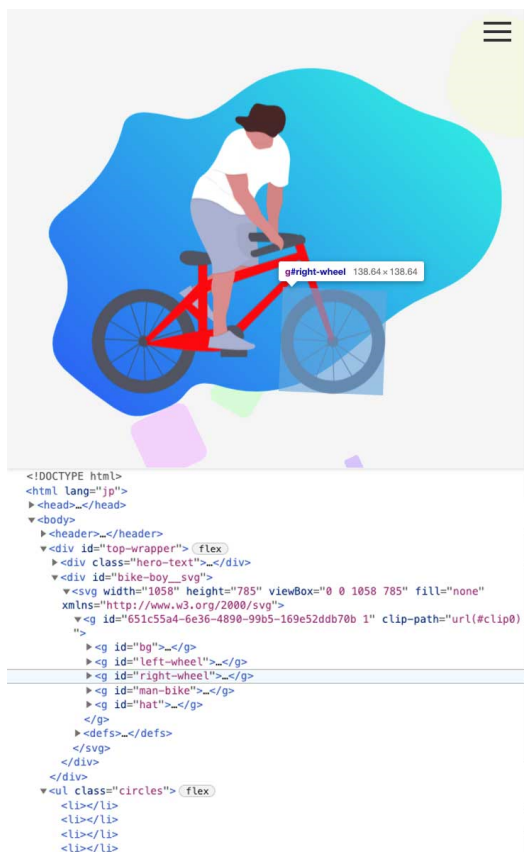 g#right-wheel 138.64 × 138.64
<!DOCTYPE html>
<html lang="jp">
▶<head>…</head>
▼<body>
▶<header>…</header>
▼<div id="top-wrapper"> flex
▶<div class="hero-text">…</div>
▼<div id="bike-boy__svg">
▼<svg width="1058" height="785" viewBox="0 0 1058 785" fill="none"
xmlns="http://www.w3.org/2000/svg">
▼<g id="651c55a4-6e36-4890-99b5-169e52ddb70b 1" clip-path="url(#clip0)
">
▶<g id="bg">…</g>
▶<g id="left-wheel">…</g>
▶<g id="right-wheel">…</g>
▶<g id="man-bike">…</g>
▶<g id="hat">…</g>
</g>
▶<defs>…</defs>
</svg>
</div>
</div>
▼<ul class="circles"> flex
<li></li>
<li></li>
<li></li>
<li></li>